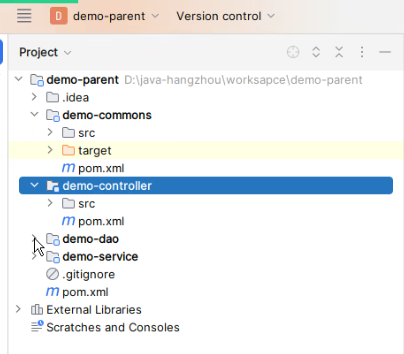 D demo-parent Version control
Project
demo-parent D:\java-hangzhou\worksapce\demo-parent
.idea
demo-commons
src
target
m pom.xml
demo-controller
src
m pom.xml
demo-dao
demo-service
.gitignore
m pom.xml
External Libraries
Scratches and Consoles